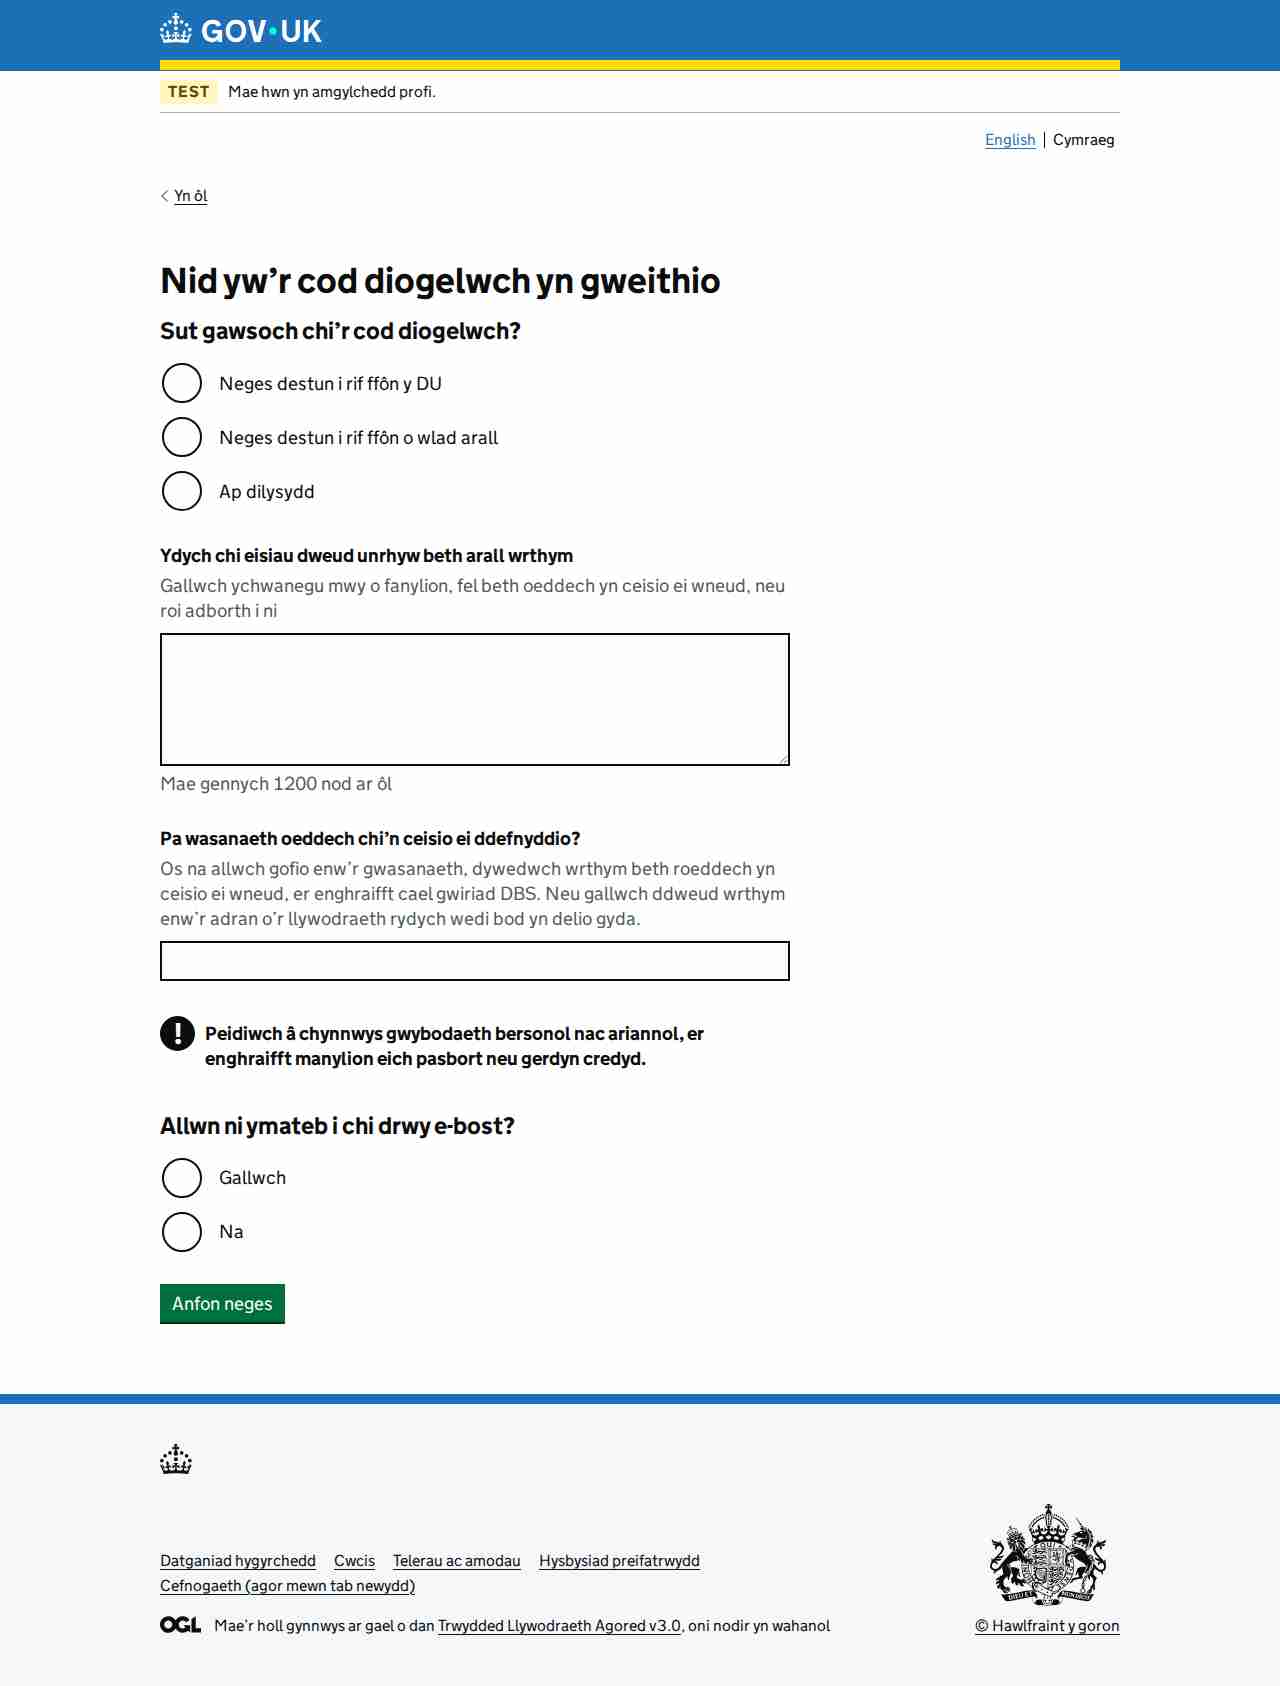 GOV·UK
TEST Mae hwn yn amgylchedd profi.
English Cymraeg
Yn ôl
Nid yw’r cod diogelwch yn gweithio
Sut gawsoch chi’r cod diogelwch?
Neges destun i rif ffôn y DU
Neges destun i rif ffôn o wlad arall
Ap dilysydd
Ydych chi eisiau dweud unrhyw beth arall wrthym
Gallwch ychwanegu mwy o fanylion, fel beth oeddech yn ceisio ei wneud, neu
roi adborth i ni
Mae gennych 1200 nod ar ôl
Pa wasanaeth oeddech chi’n ceisio ei ddefnyddio?
Os na allwch gofio enw’r gwasanaeth, dywedwch wrthym beth roeddech yn
ceisio ei wneud, er enghraifft cael gwiriad DBS. Neu gallwch ddweud wrthym
enw’r adran o’r llywodraeth rydych wedi bod yn delio gyda.
Peidiwch â chynnwys gwybodaeth bersonol nac ariannol, er
enghraifft manylion eich pasbort neu gerdyn credyd.
Allwn ni ymateb i chi drwy e-bost?
Gallwch
Na
Anfon neges
Datganiad hygyrchedd Cwcis Telerau ac amodau Hysbysiad preifatrwydd
Cefnogaeth (agor mewn tab newydd)
OGL Mae’r holl gynnwys ar gael o dan Trwydded Llywodraeth Agored v3.0, oni nodir yn wahanol
© Hawlfraint y goron